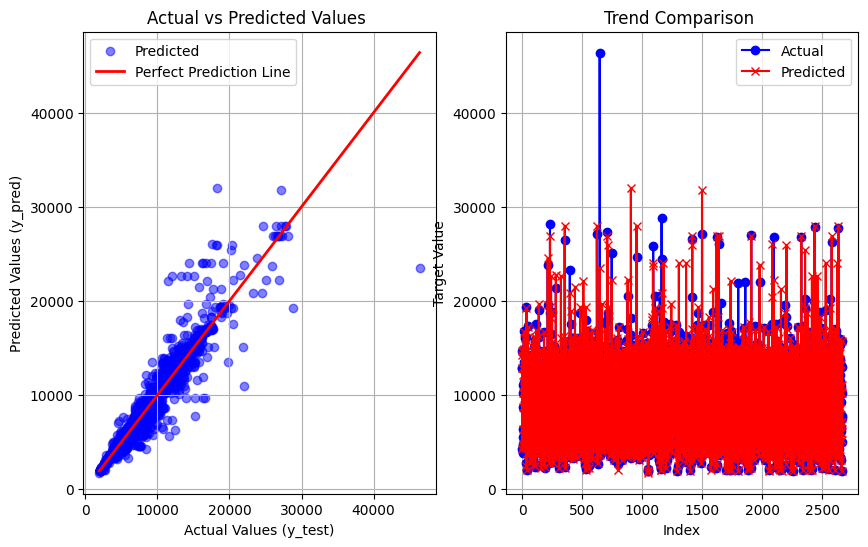 Actual vs Predicted Values
Predicted
Perfect Prediction Line
40000
30000
20000
10000
0
Predicted Values (y_pred)
0
10000
20000
30000
40000
Actual Values (y_test)
Trend Comparison
Actual
Predicted
40000
30000
20000
10000
0
Target Value
0
500
1000
1500
2000
2500
Index